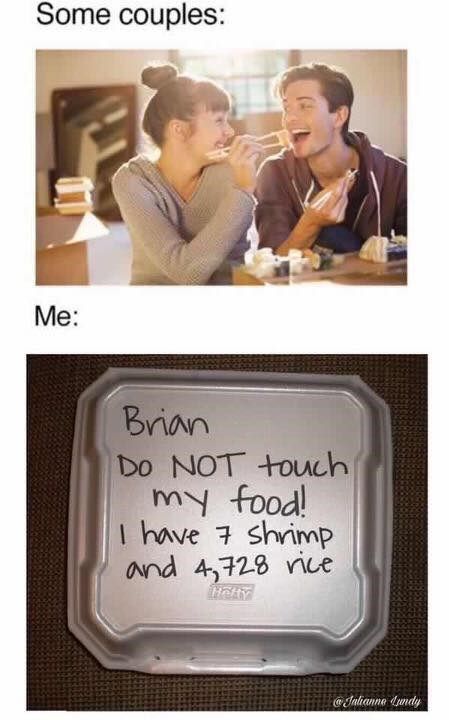 Some couples:
Me:
Brian
Do NOT touch
my food!
I have 7 shrimp
and 4,728 rice
Hefty
@Julianne Lundy